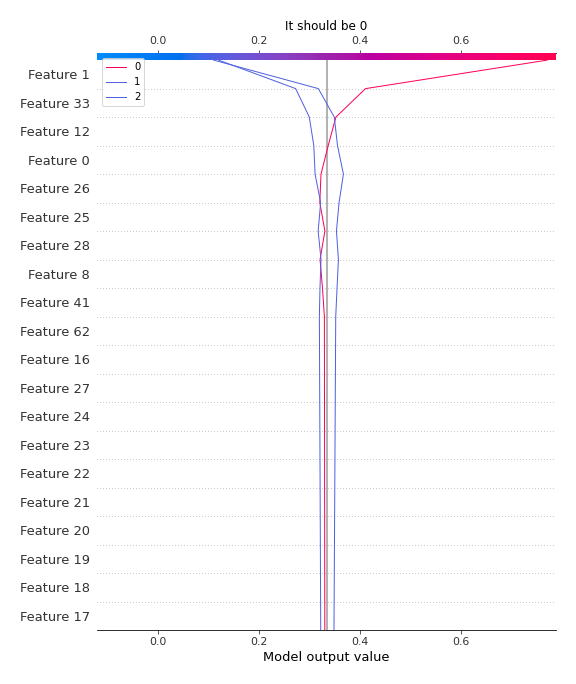 It should be 0
0.0 0.2 0.4 0.6
0
1
2
Feature 1
Feature 33
Feature 12
Feature 0
Feature 26
Feature 25
Feature 28
Feature 8
Feature 41
Feature 62
Feature 16
Feature 27
Feature 24
Feature 23
Feature 22
Feature 21
Feature 20
Feature 19
Feature 18
Feature 17
0.0 0.2 0.4 0.6
Model output value